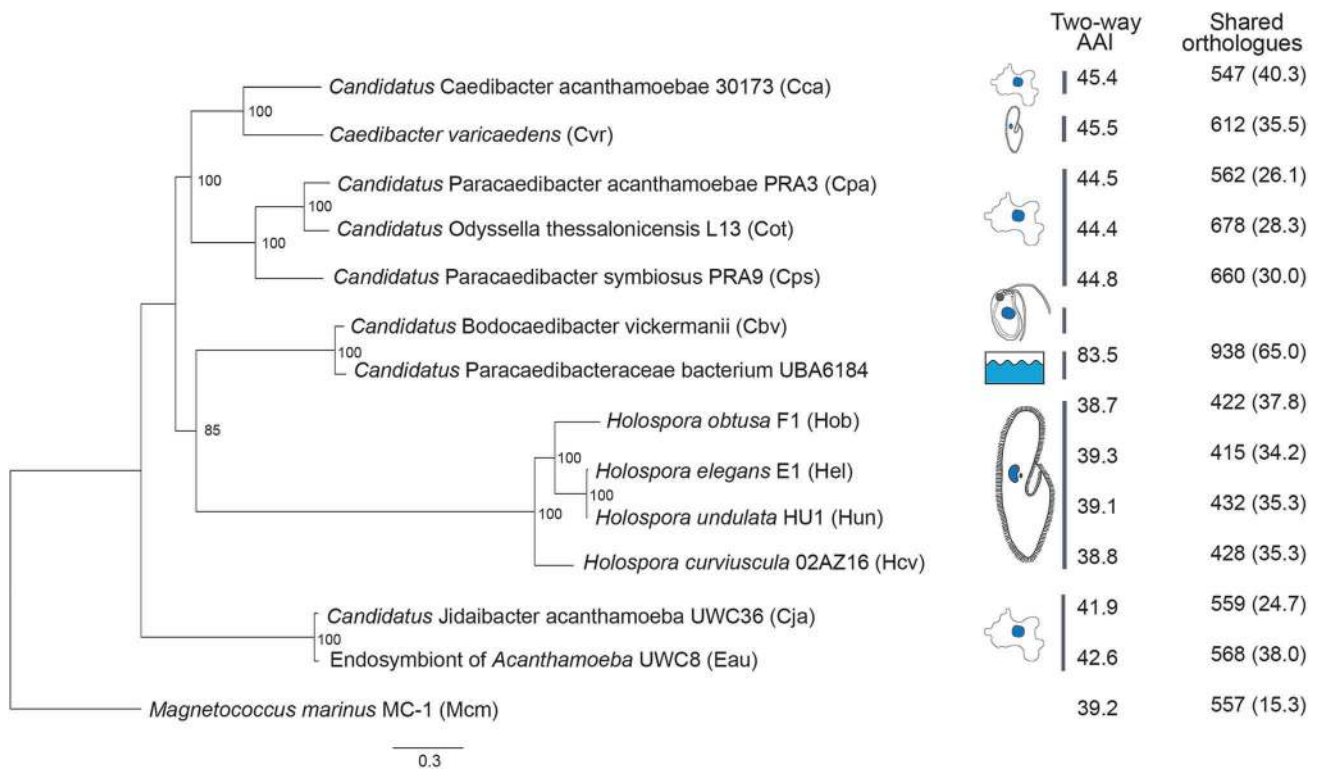 Two-way AAI
Shared orthologues
Candidatus Caedibacter acanthamoebae 30173 (Cca) 45.4 547 (40.3)
100
Caedibacter varicaedens (Cvr) 45.5 612 (35.5)
100
Candidatus Paracaedibacter acanthamoebae PRA3 (Cpa) 44.5 562 (26.1)
100
Candidatus Odyssella thessalonicensis L13 (Cot) 44.4 678 (28.3)
100
Candidatus Paracaedibacter symbiosus PRA9 (Cps) 44.8 660 (30.0)
Candidatus Bodocaedibacter vickermanii (Cbv)
100
Candidatus Paracaedibacteraceae bacterium UBA6184 83.5 938 (65.0)
85
Holospora obtusa F1 (Hob) 38.7 422 (37.8)
100
Holospora elegans E1 (Hel) 39.3 415 (34.2)
100
Holospora undulata HU1 (Hun) 39.1 432 (35.3)
100
Holospora curviuscula 02AZ16 (Hcv) 38.8 428 (35.3)
Candidatus Jidaibacter acanthamoeba UWC36 (Cja) 41.9 559 (24.7)
100
Endosymbiont of Acanthamoeba UWC8 (Eau) 42.6 568 (38.0)
Magnetococcus marinus MC-1 (Mcm) 39.2 557 (15.3)
0.3